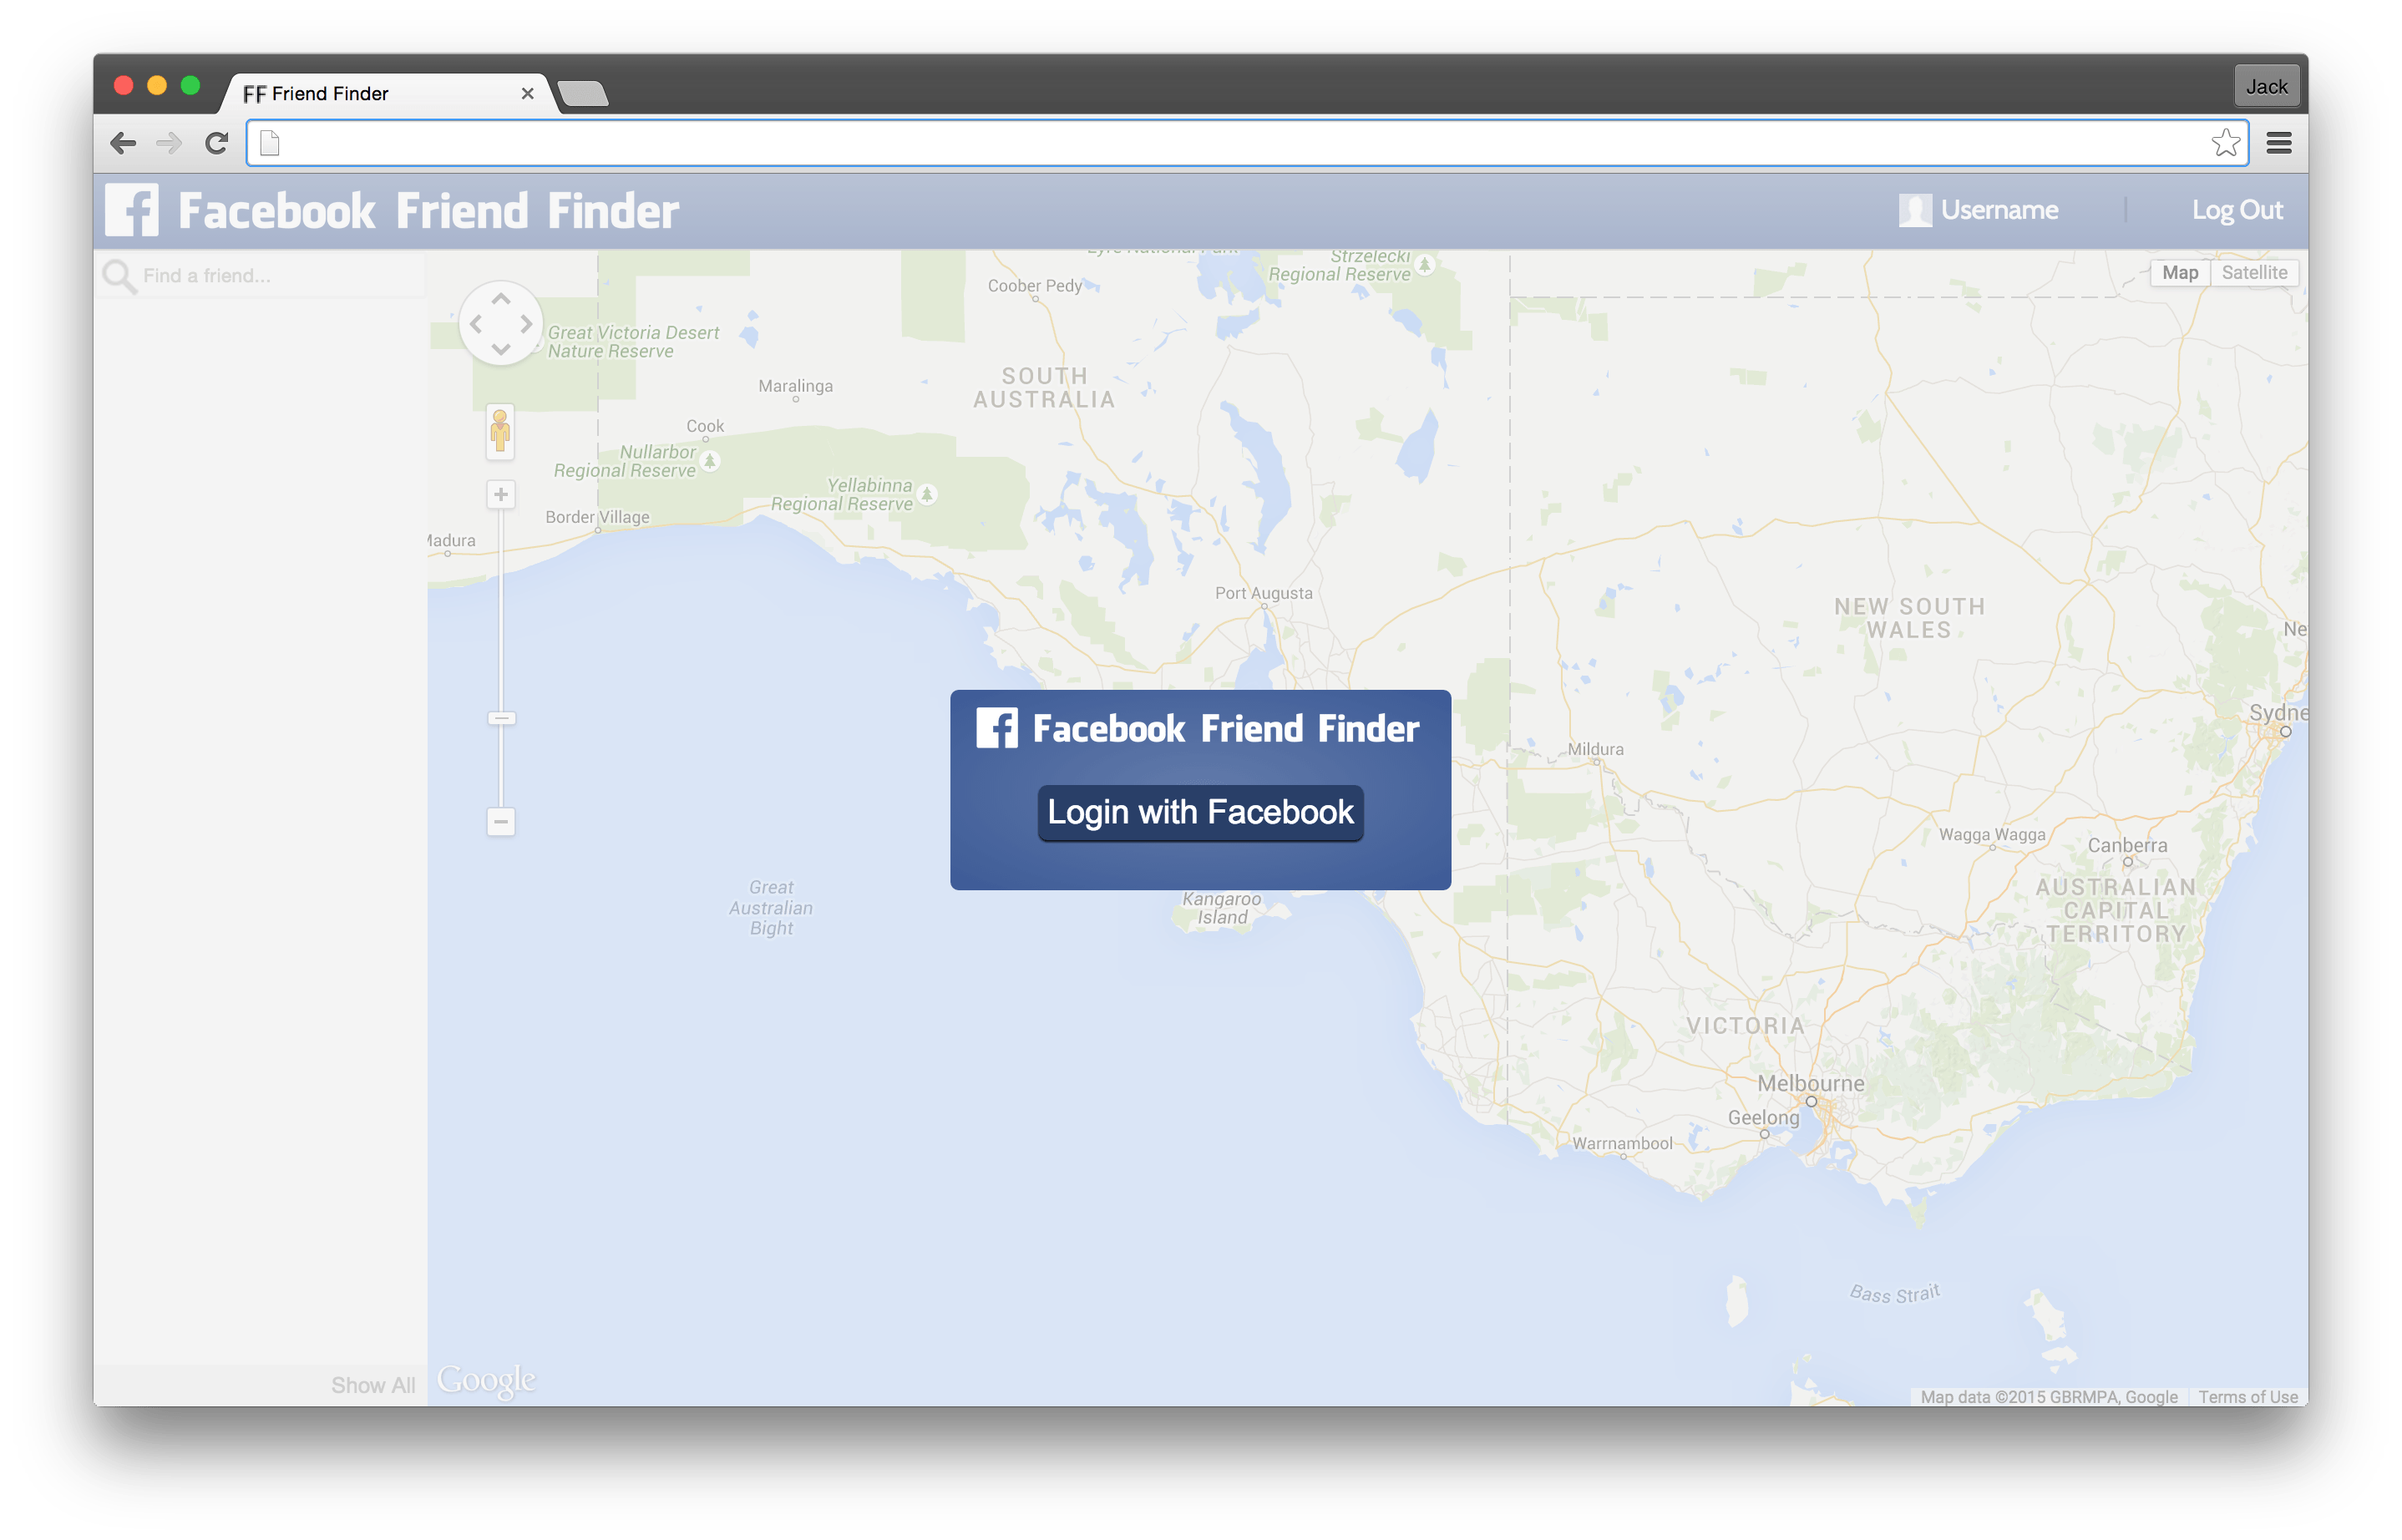 FF Friend Finder
Jack
Facebook Friend Finder
Username
Log Out
Find a friend...
Strzelecki
Regional Reserve
Map
Satellite
Coober Pedy
Great Victoria Desert
Nature Reserve
SOUTH
AUSTRALIA
Maralinga
Cook
Nullarbor
Regional Reserve
Yellabinna
Regional Reserve
Border Village
Madura
Port Augusta
NEW SOUTH
WALES
Ne
Sydne
Facebook Friend Finder
Mildura
Login with Facebook
Wagga Wagga
Canberra
AUSTRALIAN
CAPITAL
TERRITORY
Great
Australian
Bight
Kangaroo
Island
VICTORIA
Melbourne
Geelong
Warrnambool
Bass Strait
Show All
Google
Map data ©2015 GBRMPA, Google
Terms of Use